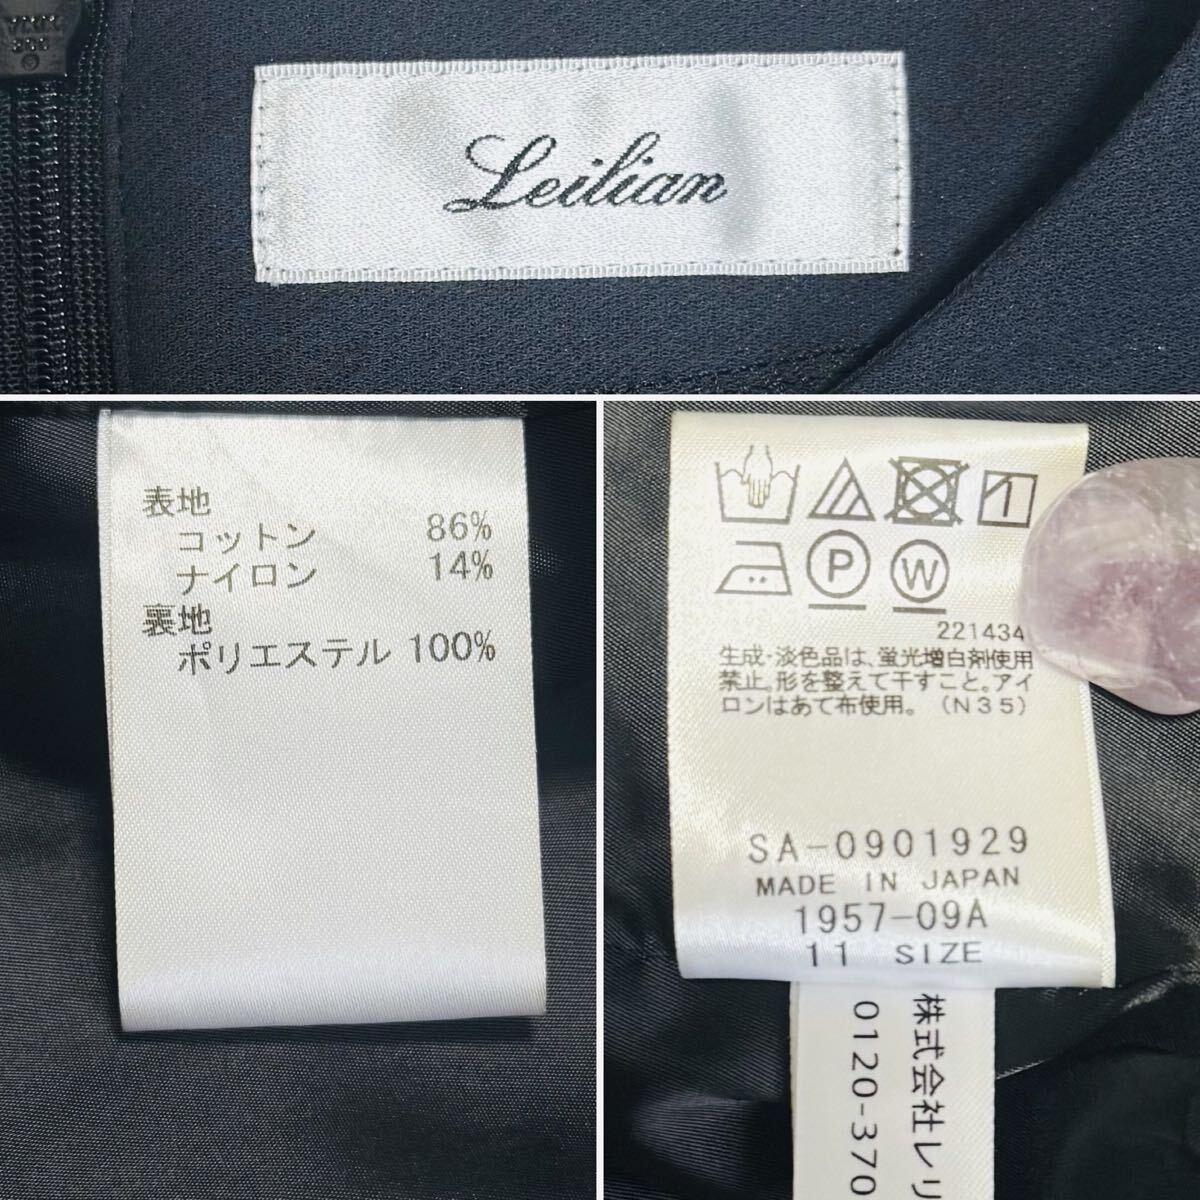 Leilian
表地
コットン 86%
ナイロン 14%
裏地
ポリエステル 100%
P W
221434
生成・淡色品は、蛍光増白剤使用
禁止。形を整えて干すこと。アイ
ロンはあて布使用。（N35）
SA-0901929
MADE IN JAPAN
1957-09A
11 SIZE
株式会社レリ
0120-370